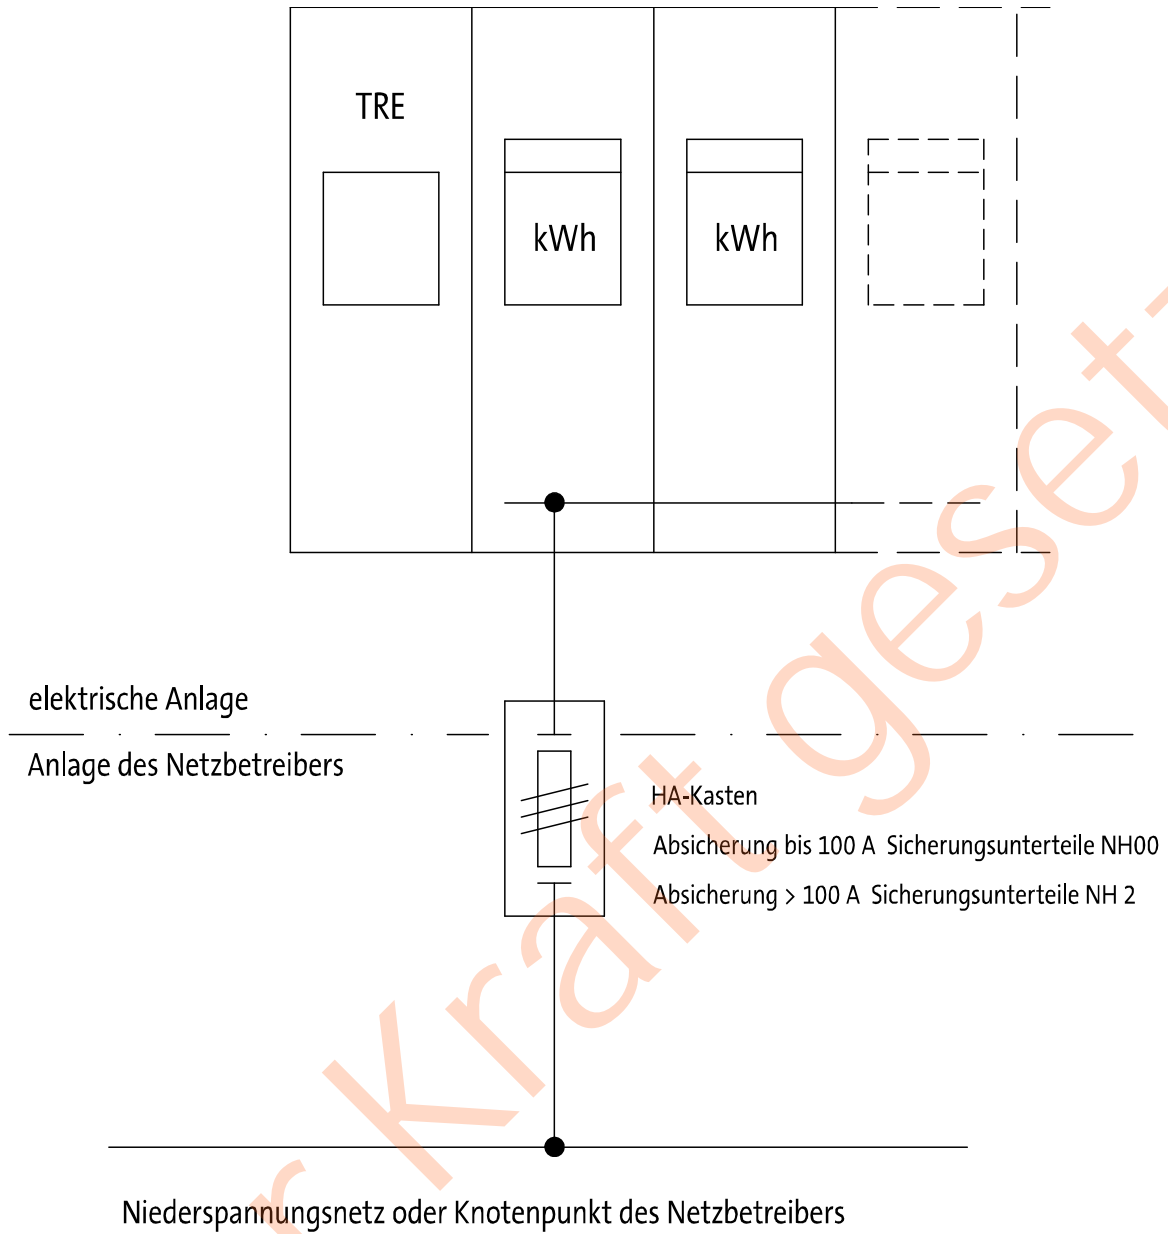 TRE
kWh kWh
elektrische Anlage
Anlage des Netzbetreibers
HA-Kasten
Absicherung bis 100 A Sicherungsunterteile NH00
Absicherung > 100 A Sicherungsunterteile NH 2
Niederspannungsnetz oder Knotenpunkt des Netzbetreibers
Kraft